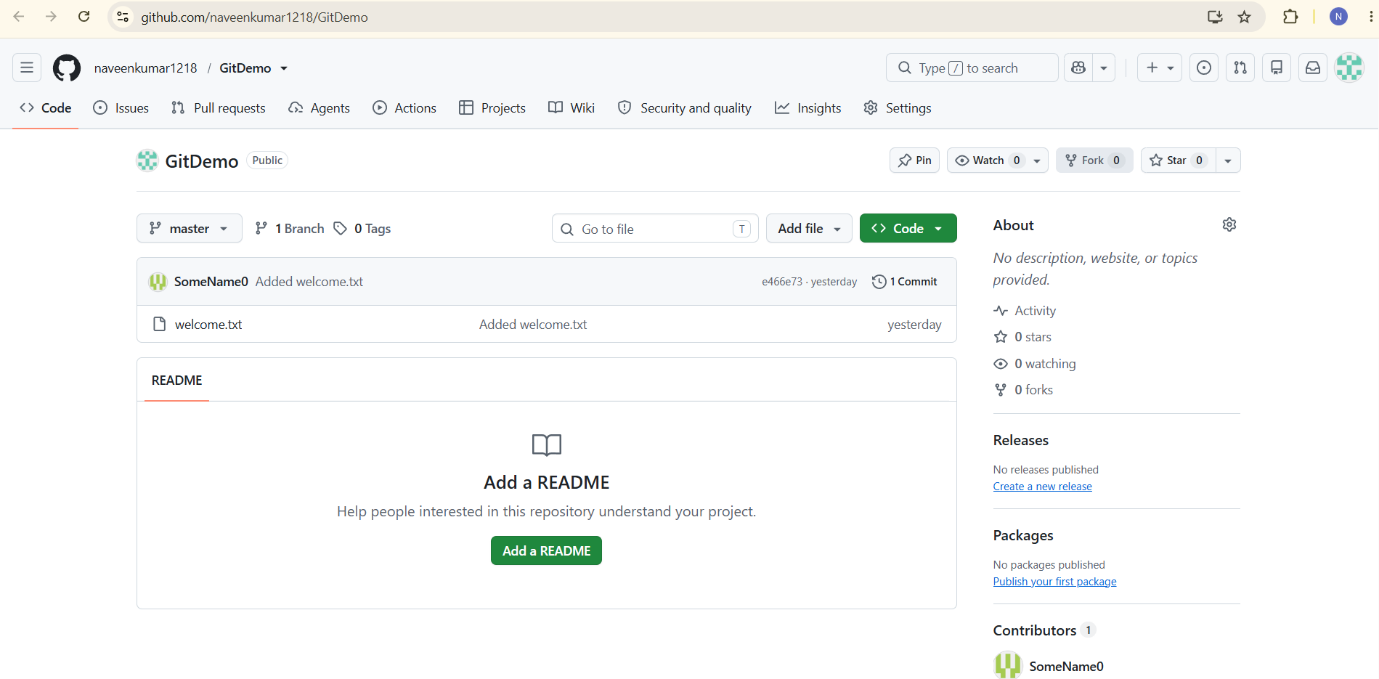 github.com/naveenkumar1218/GitDemo
N
naveenkumar1218 / GitDemo
Type / to search
Code Issues Pull requests Agents Actions Projects Wiki Security and quality Insights Settings
GitDemo Public
Pin Watch 0 Fork 0 Star 0
master 1 Branch 0 Tags Go to file T Add file Code
SomeName0 Added welcome.txt e466e73 · yesterday 1 Commit
welcome.txt Added welcome.txt yesterday
README
Add a README
Help people interested in this repository understand your project.
Add a README
About
No description, website, or topics
provided.
Activity
0 stars
0 watching
0 forks
Releases
No releases published
Create a new release
Packages
No packages published
Publish your first package
Contributors 1
SomeName0